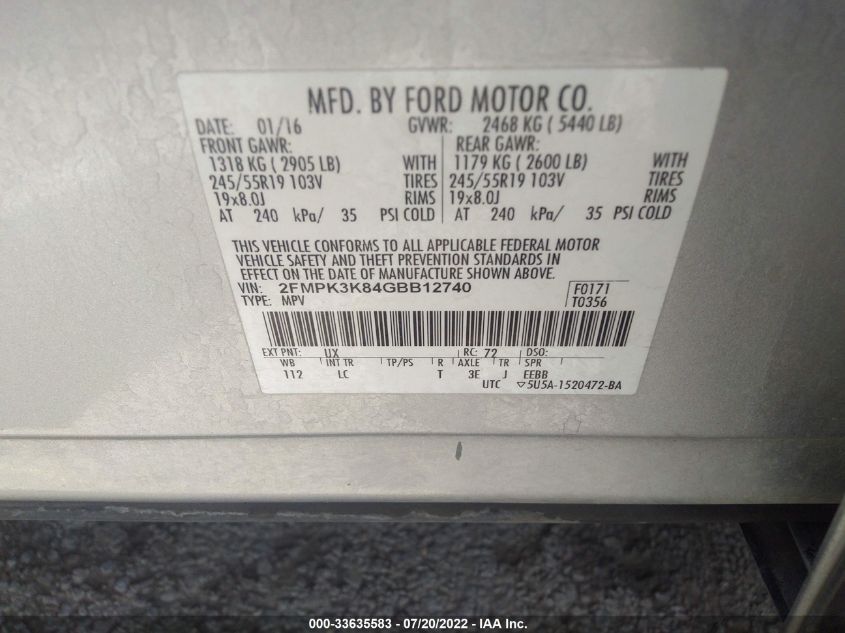 MFD. BY FORD MOTOR CO.
DATE: 01/16 GVWR: 2468 KG ( 5440 LB)
FRONT GAWR: REAR GAWR:
1318 KG ( 2905 LB) WITH 1179 KG ( 2600 LB) WITH
245/55R19 103V TIRES 245/55R19 103V TIRES
19x8.0J RIMS 19x8.0J RIMS
AT 240 kPa/ 35 PSI COLD AT 240 kPa/ 35 PSI COLD
THIS VEHICLE CONFORMS TO ALL APPLICABLE FEDERAL MOTOR
VEHICLE SAFETY AND THEFT PREVENTION STANDARDS IN
EFFECT ON THE DATE OF MANUFACTURE SHOWN ABOVE.
VIN: 2FMPK3K84GBB12740 F0171
TYPE: MPV T0356
EXT PNT: UX RC: 72 DSO:
WB INT TR TP/PS R AXLE TR SPR
112 LC T 3E J EEBB
UTC ▽5U5A-1520472-BA
000-33635583 - 07/20/2022 - IAA Inc.